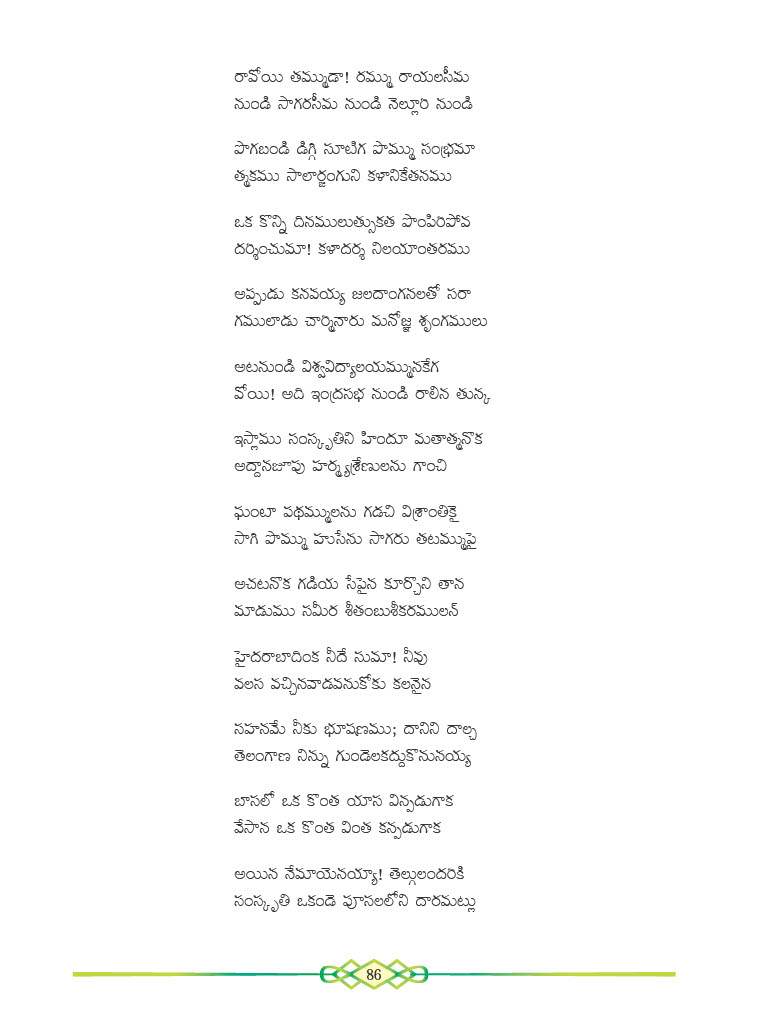 రావోయి తమ్ముడా! రమ్ము రాయలసీమ
నుండి సాగరసీమ నుండి నెల్లూరి నుండి
పొగబండి డిగ్గి సూటిగ పొమ్ము సంభ్రమా
త్మకము సాలార్జంగుని కళానికేతనము
ఒక కొన్ని దినములుత్సుకత పొంపిరిపోవ
దర్శించుమా! కళాదర్శ నిలయాంతరము
అప్పుడు కనవయ్య జలదాంగనలతో సరా
గములాడు చార్మినారు మనోజ్ఞ శృంగములు
అటనుండి విశ్వవిద్యాలయమ్మునకేగ
వోయి! అది ఇంద్రసభ నుండి రాలిన తున్క
ఇస్లాము సంస్కృతిని హిందూ మతాత్మనొక
అద్దానజూపు హర్మ్యశ్రేణులను గాంచి
ఘంటా పథమ్ములను గడచి విశ్రాంతికై
సాగి పొమ్ము హుసేను సాగరు తటమ్ముపై
అచటనొక గడియ సేపైన కూర్చొని తాన
మాడుము సమీర శీతంబుశీకరములన్
హైదరాబాదింక నీదే సుమా! నీవు
వలస వచ్చినవాడవనుకోకు కలనైన
సహనమే నీకు భూషణము; దానిని దాల్చ
తెలంగాణ నిన్ను గుండెలకద్దుకొనునయ్య
బాసలో ఒక కొంత యాస విన్పడుగాక
వేసాన ఒక కొంత వింత కన్పడుగాక
అయిన నేమాయెనయ్యా! తెల్గులందరికి
సంస్కృతి ఒకండె పూసలలోని దారమట్లు
86